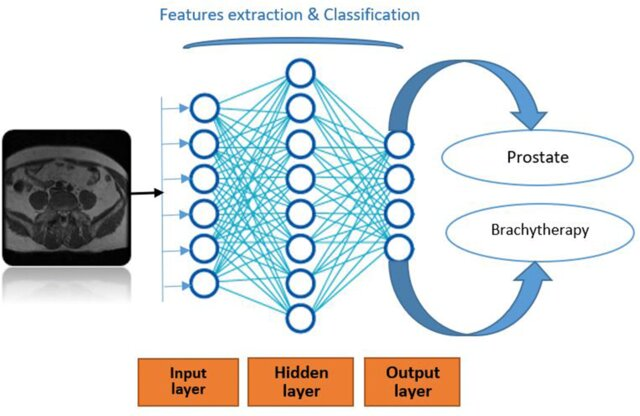 Features extraction & Classification
Prostate
Brachytherapy
Input
layer
Hidden
layer
Output
layer